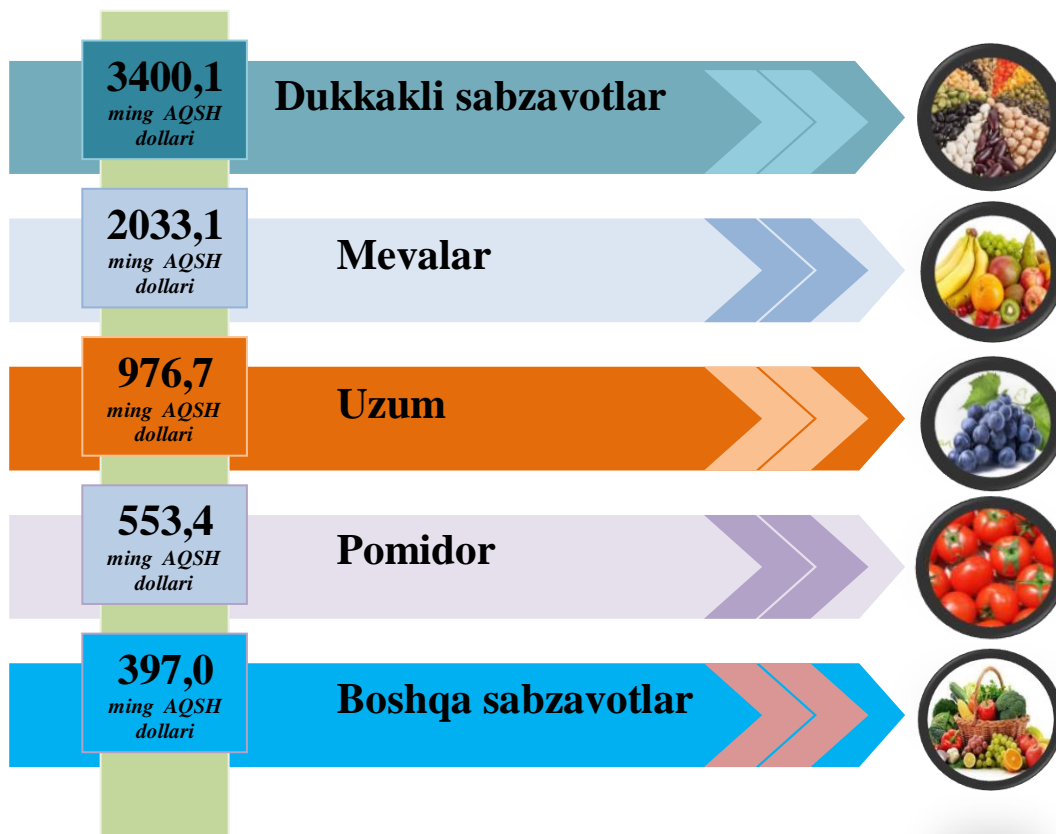 3400,1
ming AQSH
dollari
Dukkakli sabzavotlar
2033,1
ming AQSH
dollari
Mevalar
976,7
ming AQSH
dollari
Uzum
553,4
ming AQSH
dollari
Pomidor
397,0
ming AQSH
dollari
Boshqa sabzavotlar